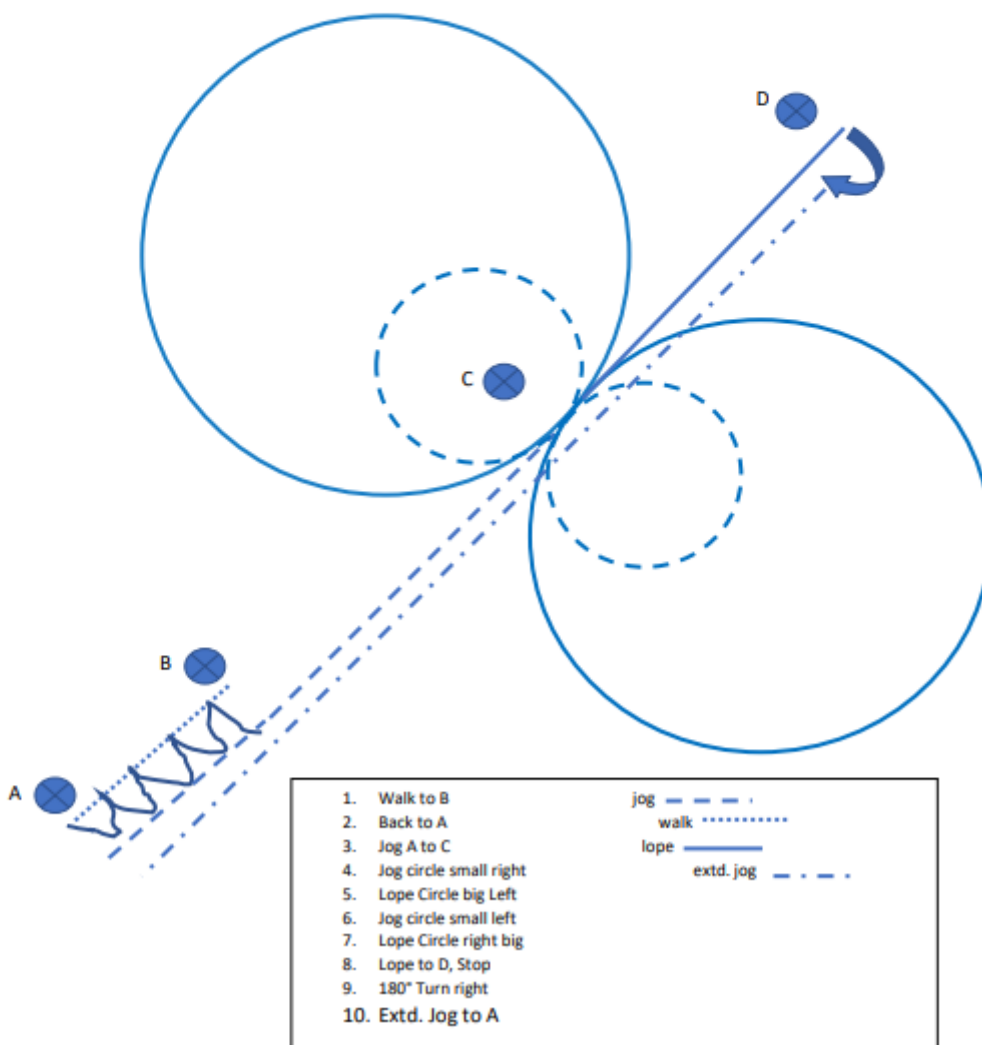 D
C
B
A
1. Walk to B
2. Back to A
3. Jog A to C
4. Jog circle small right
5. Lope Circle big Left
6. Jog circle small left
7. Lope Circle right big
8. Lope to D, Stop
9. 180° Turn right
10. Extd. Jog to A
jog
walk
lope
extd. jog